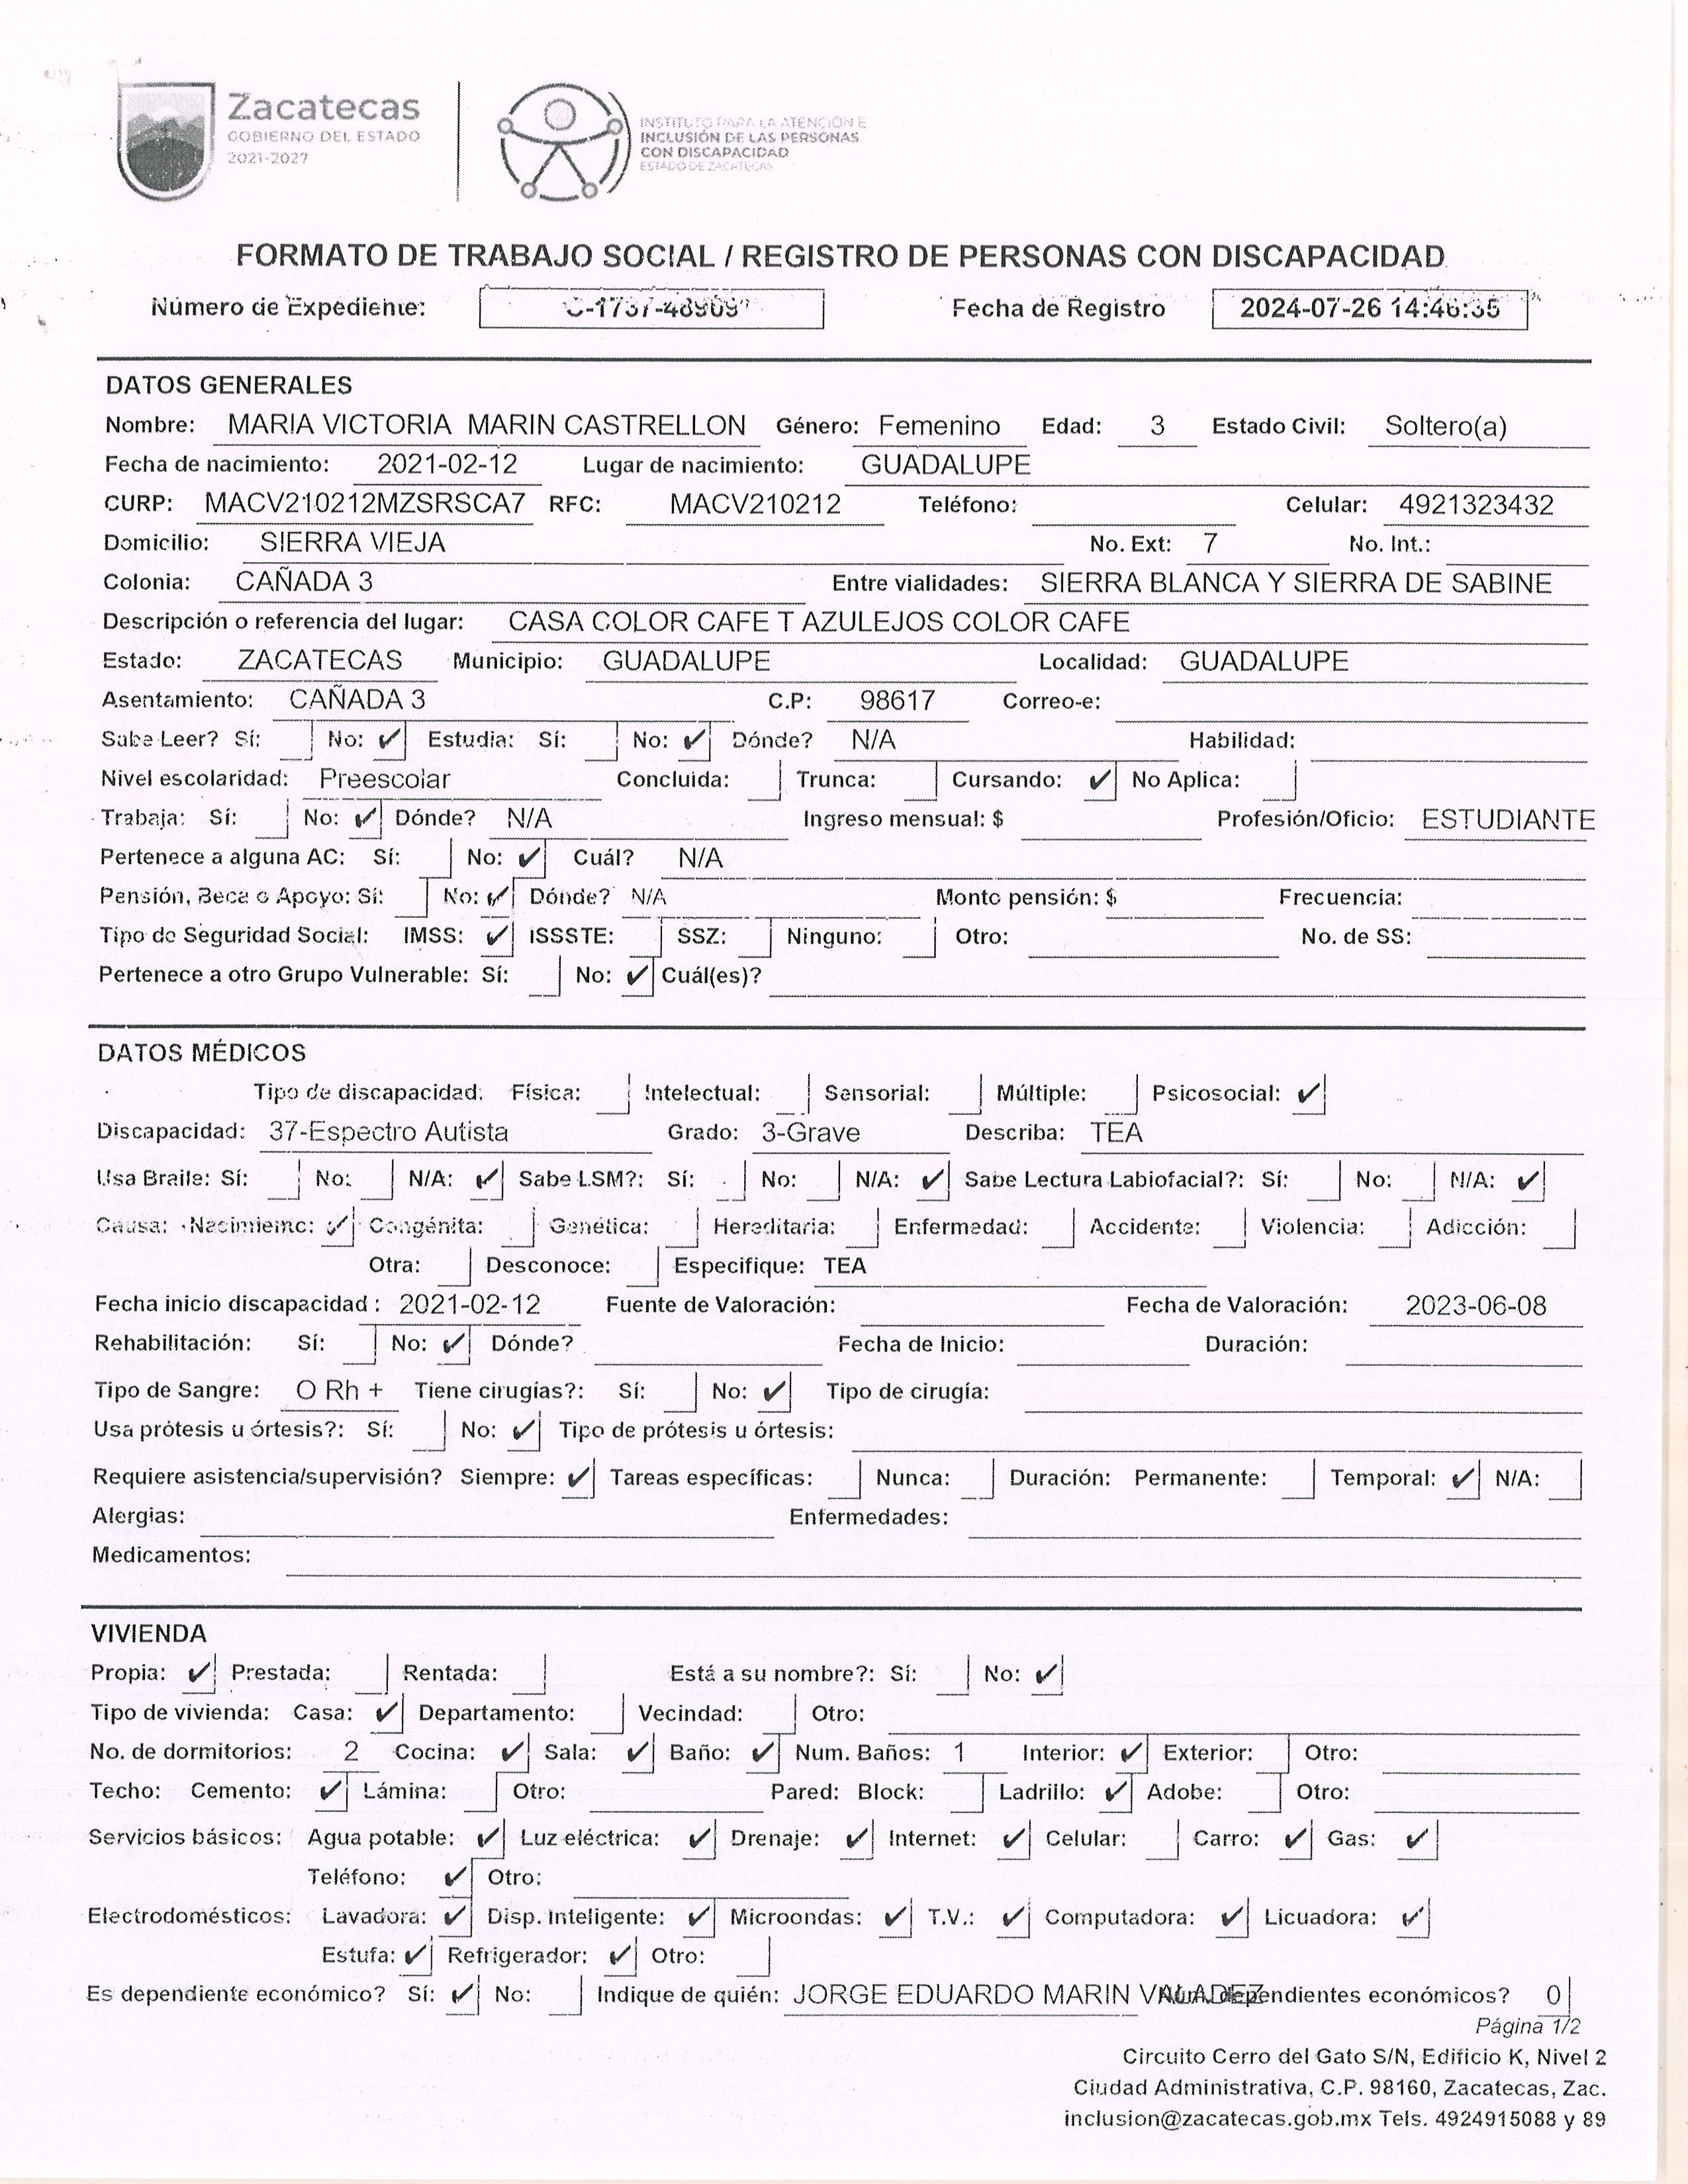 Zacatecas
GOBIERNO DEL ESTADO
2021-2027
INSTITUTO PARA LA ATENCIÓN E
INCLUSIÓN DE LAS PERSONAS
CON DISCAPACIDAD
ESTADO DE ZACATECAS
FORMATO DE TRABAJO SOCIAL / REGISTRO DE PERSONAS CON DISCAPACIDAD
Número de Expediente: Fecha de Registro 2024-07-26 14:46:35
DATOS GENERALES
Nombre: MARIA VICTORIA MARIN CASTRELLON Género: Femenino Edad: 3 Estado Civil: Soltero(a)
Fecha de nacimiento: 2021-02-12 Lugar de nacimiento: GUADALUPE
CURP: MACV210212MZSRSCA7 RFC: MACV210212 Teléfono: Celular: 4921323432
Domicilio: SIERRA VIEJA No. Ext: 7 No. Int.:
Colonia: CAÑADA 3 Entre vialidades: SIERRA BLANCA Y SIERRA DE SABINE
Descripción o referencia del lugar: CASA COLOR CAFE T AZULEJOS COLOR CAFE
Estado: ZACATECAS Municipio: GUADALUPE Localidad: GUADALUPE
Asentamiento: CAÑADA 3 C.P: 98617 Correo-e:
Sabe Leer? Sí: No: ✓ Estudia: Sí: No: ✓ Dónde? N/A Habilidad:
Nivel escolaridad: Preescolar Concluida: Trunca: Cursando: ✓ No Aplica:
Trabaja: Sí: No: ✓ Dónde? N/A Ingreso mensual: $ Profesión/Oficio: ESTUDIANTE
Pertenece a alguna AC: Sí: No: ✓ Cuál? N/A
Pensión, Beca o Apoyo: Sí: No: ✓ Dónde? N/A Monto pensión: $ Frecuencia:
Tipo de Seguridad Social: IMSS: ✓ ISSSTE: SSZ: Ninguno: Otro: No. de SS:
Pertenece a otro Grupo Vulnerable: Sí: No: ✓ Cuál(es)?
DATOS MÉDICOS
Tipo de discapacidad: Física: Intelectual: Sensorial: Múltiple: Psicosocial: ✓
Discapacidad: 37-Espectro Autista Grado: 3-Grave Describa: TEA
Usa Braile: Sí: No: N/A: ✓ Sabe LSM?: Sí: No: N/A: ✓ Sabe Lectura Labiofacial?: Sí: No: N/A: ✓
Causa: Nacimiento: ✓ Congénita: Genética: Hereditaria: Enfermedad: Accidente: Violencia: Adicción:
Otra: Desconoce: Especifique: TEA
Fecha inicio discapacidad : 2021-02-12 Fuente de Valoración: Fecha de Valoración: 2023-06-08
Rehabilitación: Sí: No: ✓ Dónde? Fecha de Inicio: Duración:
Tipo de Sangre: O Rh + Tiene cirugías?: Sí: No: ✓ Tipo de cirugía:
Usa prótesis u órtesis?: Sí: No: ✓ Tipo de prótesis u órtesis:
Requiere asistencia/supervisión? Siempre: ✓ Tareas específicas: Nunca: Duración: Permanente: Temporal: ✓ N/A:
Alergias: Enfermedades:
Medicamentos:
VIVIENDA
Propia: ✓ Prestada: Rentada: Está a su nombre?: Sí: No: ✓
Tipo de vivienda: Casa: ✓ Departamento: Vecindad: Otro:
No. de dormitorios: 2 Cocina: ✓ Sala: ✓ Baño: ✓ Num. Baños: 1 Interior: ✓ Exterior: Otro:
Techo: Cemento: ✓ Lámina: Otro: Pared: Block: Ladrillo: ✓ Adobe: Otro:
Servicios básicos: Agua potable: ✓ Luz eléctrica: ✓ Drenaje: ✓ Internet: ✓ Celular: Carro: ✓ Gas: ✓
Teléfono: ✓ Otro:
Electrodomésticos: Lavadora: ✓ Disp. Inteligente: ✓ Microondas: ✓ T.V.: ✓ Computadora: ✓ Licuadora: ✓
Estufa: ✓ Refrigerador: ✓ Otro:
Es dependiente económico? Sí: ✓ No: Indique de quién: JORGE EDUARDO MARIN VALADEZ Núm. dependientes económicos? 0
Página 1/2
Circuito Cerro del Gato S/N, Edificio K, Nivel 2
Ciudad Administrativa, C.P. 98160, Zacatecas, Zac.
inclusion@zacatecas.gob.mx Tels. 4924915088 y 89